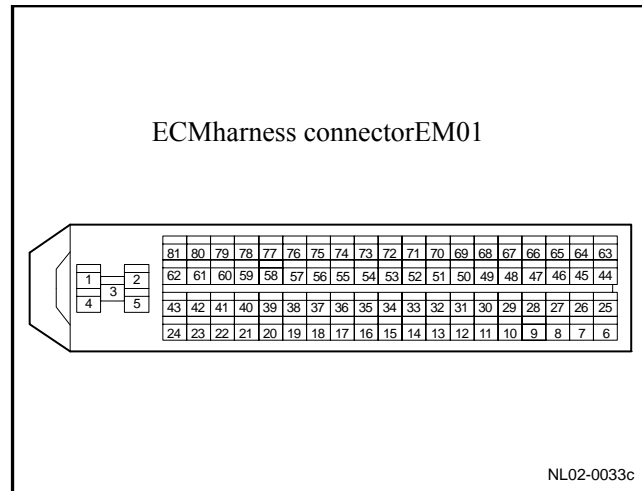 ECMharness connectorEM01
81 80 79 78 77 76 75 74 73 72 71 70 69 68 67 66 65 64 63
1 2 62 61 60 59 58 57 56 55 54 53 52 51 50 49 48 47 46 45 44
3
4 5 43 42 41 40 39 38 37 36 35 34 33 32 31 30 29 28 27 26 25
24 23 22 21 20 19 18 17 16 15 14 13 12 11 10 9 8 7 6
NL02-0033c